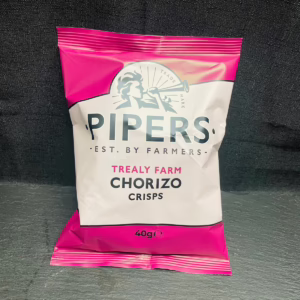 PIPERS
• EST. BY FARMERS •
TREALY FARM
CHORIZO
CRISPS
40g℮